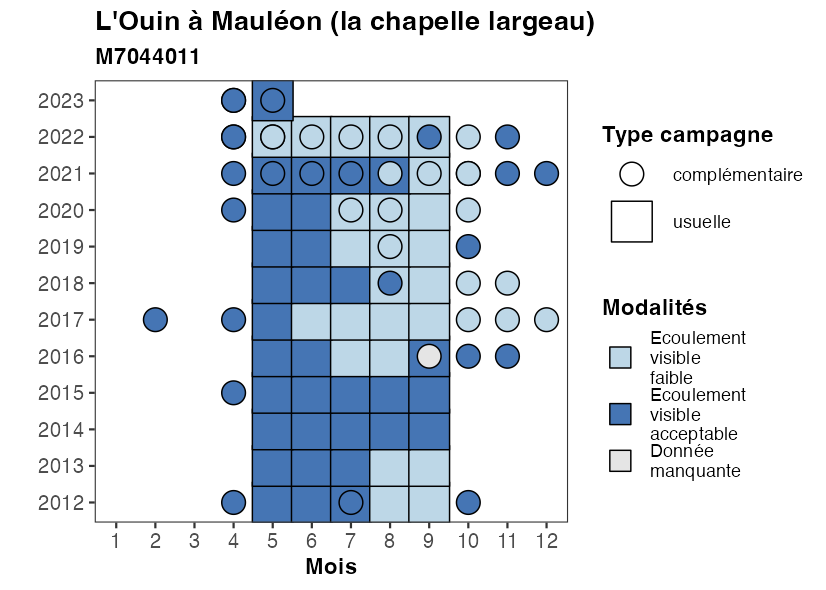 L'Ouin à Mauléon (la chapelle largeau)
M7044011
2023
2022
2021
2020
2019
2018
2017
2016
2015
2014
2013
2012
1 2 3 4 5 6 7 8 9 10 11 12
Mois
Type campagne
complémentaire
usuelle
Modalités
Ecoulement
visible
faible
Ecoulement
visible
acceptable
Donnée
manquante